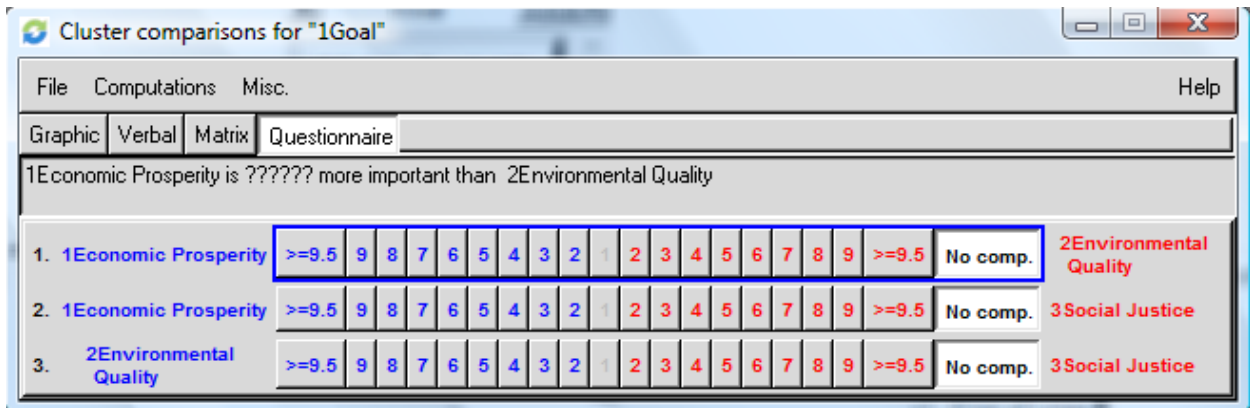 Cluster comparisons for "1Goal"
File Computations Misc. Help
Graphic Verbal Matrix Questionnaire
1Economic Prosperity is ?????? more important than 2Environmental Quality
1. 1Economic Prosperity >=9.5 9 8 7 6 5 4 3 2 1 2 3 4 5 6 7 8 9 >=9.5 No comp. 2Environmental
Quality
2. 1Economic Prosperity >=9.5 9 8 7 6 5 4 3 2 1 2 3 4 5 6 7 8 9 >=9.5 No comp. 3Social Justice
3. 2Environmental
Quality >=9.5 9 8 7 6 5 4 3 2 1 2 3 4 5 6 7 8 9 >=9.5 No comp. 3Social Justice